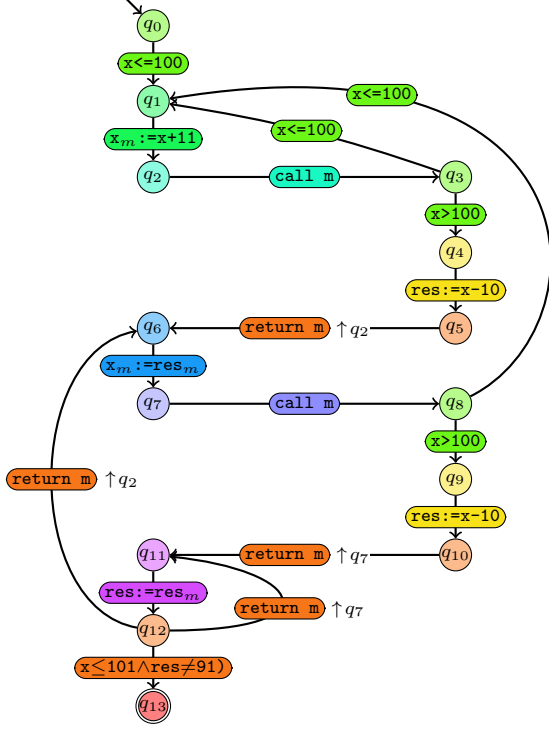 q₀
x<=100
x<=100
q₁
x<=100
xₘ:=x+11
q₂
call m
q₃
x>100
q₄
res:=x-10
q₆
return m ↑q₂
q₅
xₘ:=resₘ
q₇
call m
q₈
x>100
q₉
return m ↑q₂
res:=x-10
q₁₁
return m ↑q₇
q₁₀
res:=resₘ
return m ↑q₇
q₁₂
x≤101∧res≠91)
q₁₃